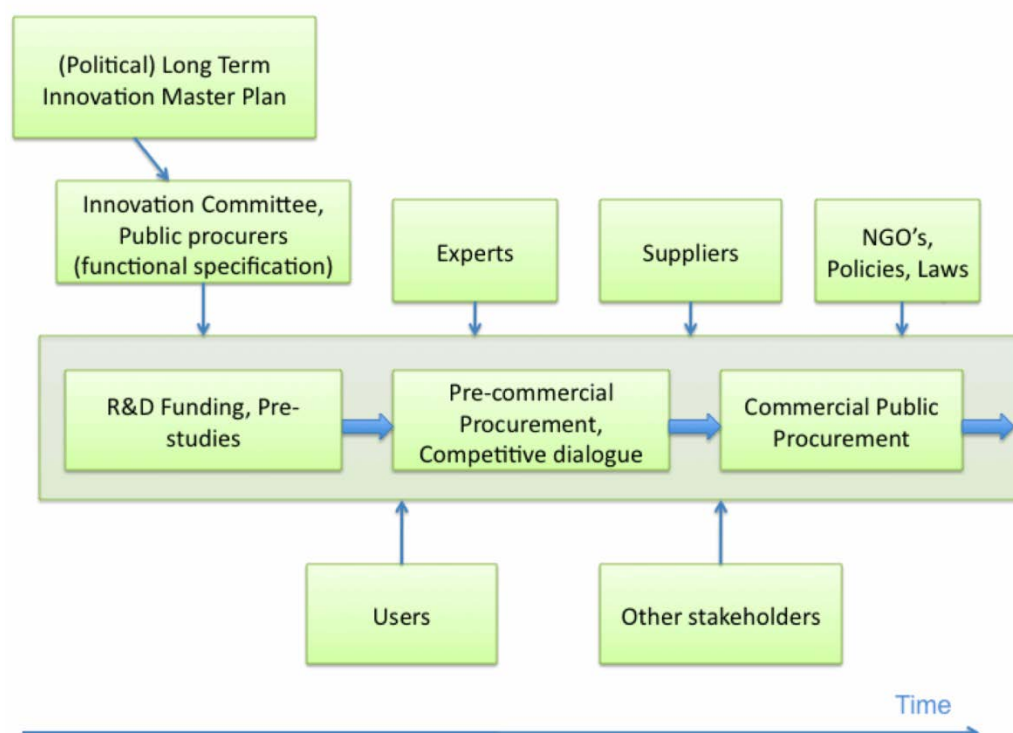 (Political) Long Term
Innovation Master Plan
Innovation Committee,
Public procurers
(functional specification)
Experts
Suppliers
NGO's,
Policies, Laws
R&D Funding, Pre-
studies
Pre-commercial
Procurement,
Competitive dialogue
Commercial Public
Procurement
Users
Other stakeholders
Time